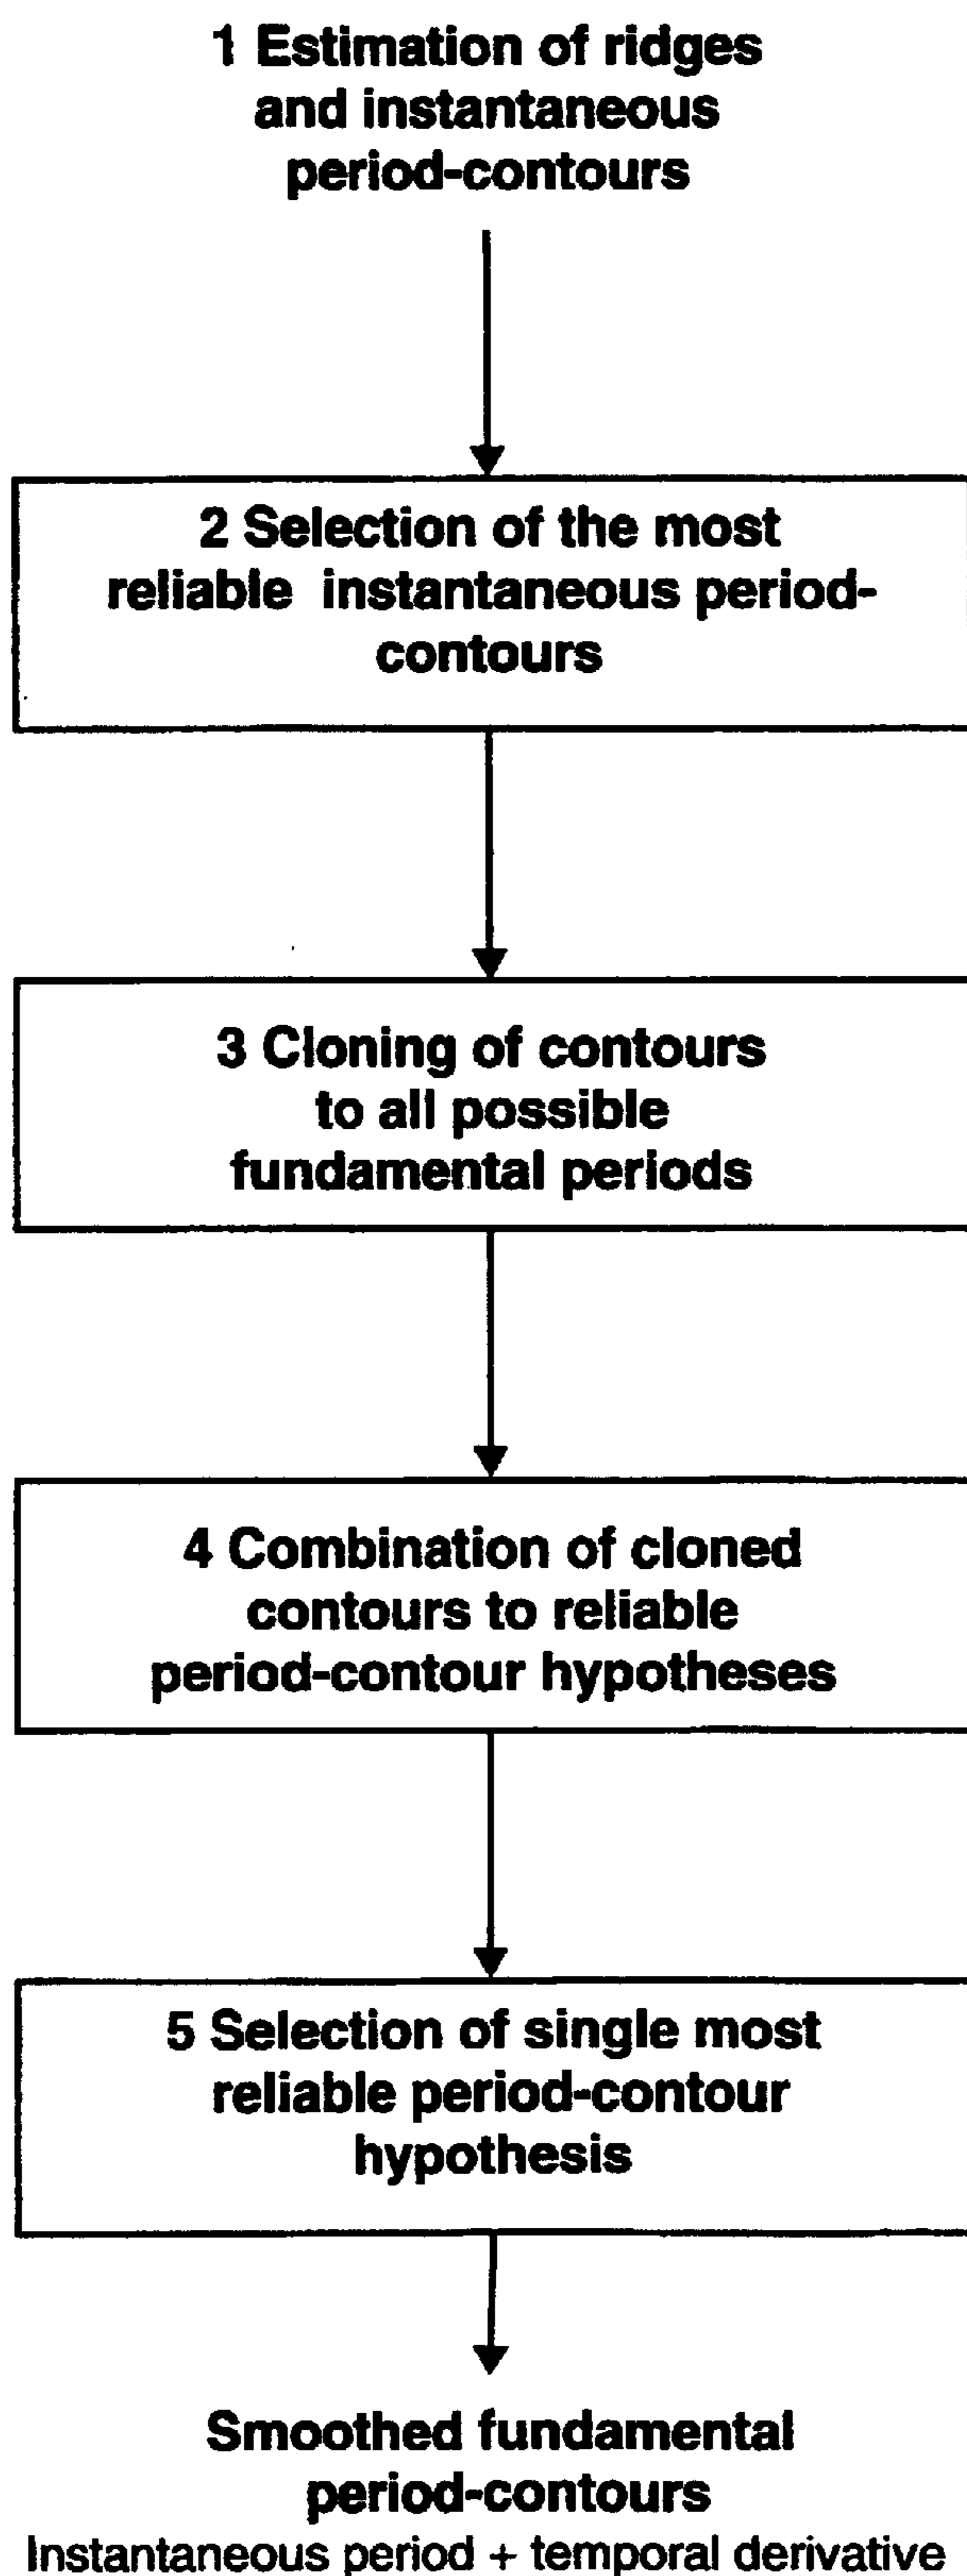 1 Estimation of ridges
and instantaneous
period-contours
2 Selection of the most
reliable instantaneous period-
contours
3 Cloning of contours
to all possible
fundamental periods
4 Combination of cloned
contours to reliable
period-contour hypotheses
5 Selection of single most
reliable period-contour
hypothesis
Smoothed fundamental
period-contours
Instantaneous period + temporal derivative